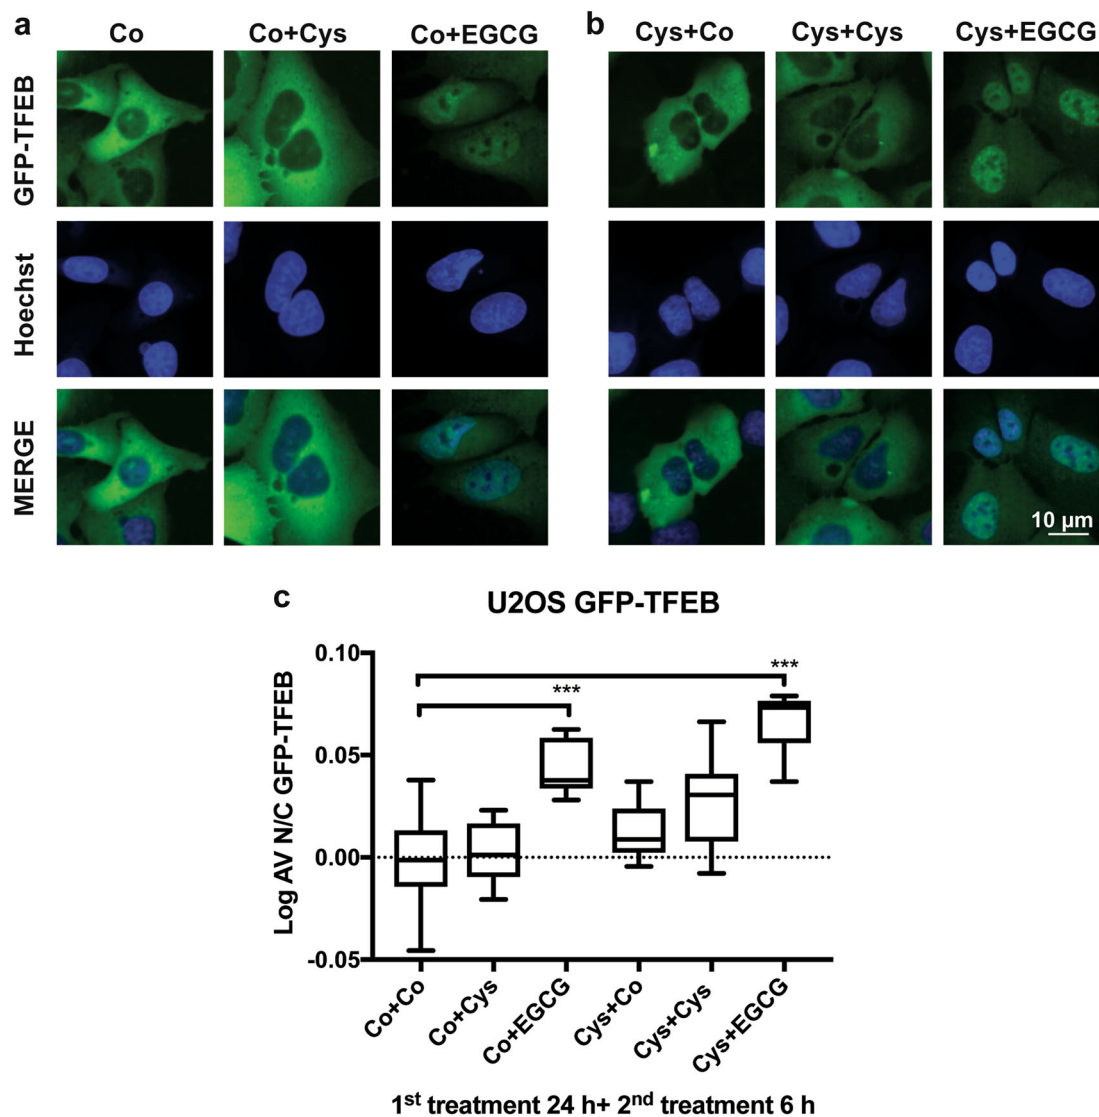 a
Co
Co+Cys
Co+EGCG
b
Cys+Co
Cys+Cys
Cys+EGCG
GFP-TFEB
Hoechst
MERGE
10 μm
c
U2OS GFP-TFEB
Log AV N/C GFP-TFEB
0.10
0.05
0.00
-0.05
***
***
Co+Co
Co+Cys
Co+EGCG
Cys+Co
Cys+Cys
Cys+EGCG
1st treatment 24 h+ 2nd treatment 6 h